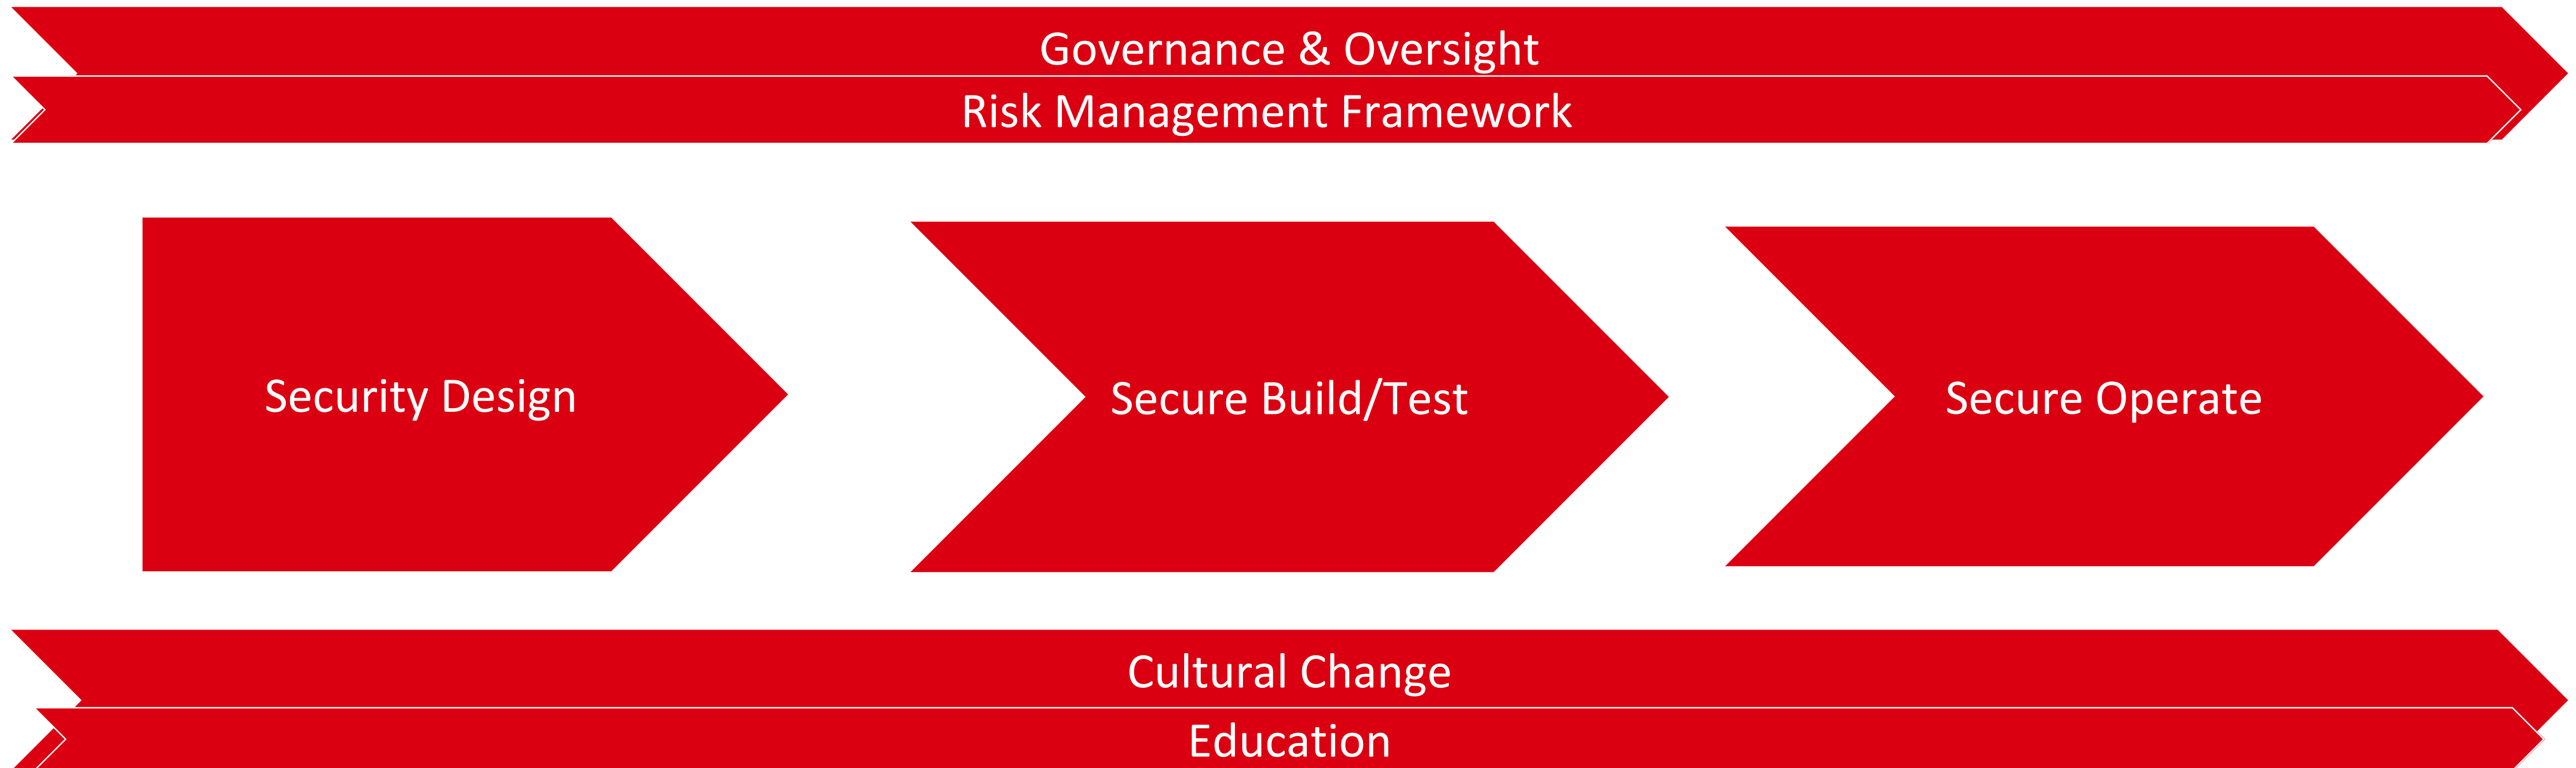 Governance & Oversight
Risk Management Framework
Security Design
Secure Build/Test
Secure Operate
Cultural Change
Education